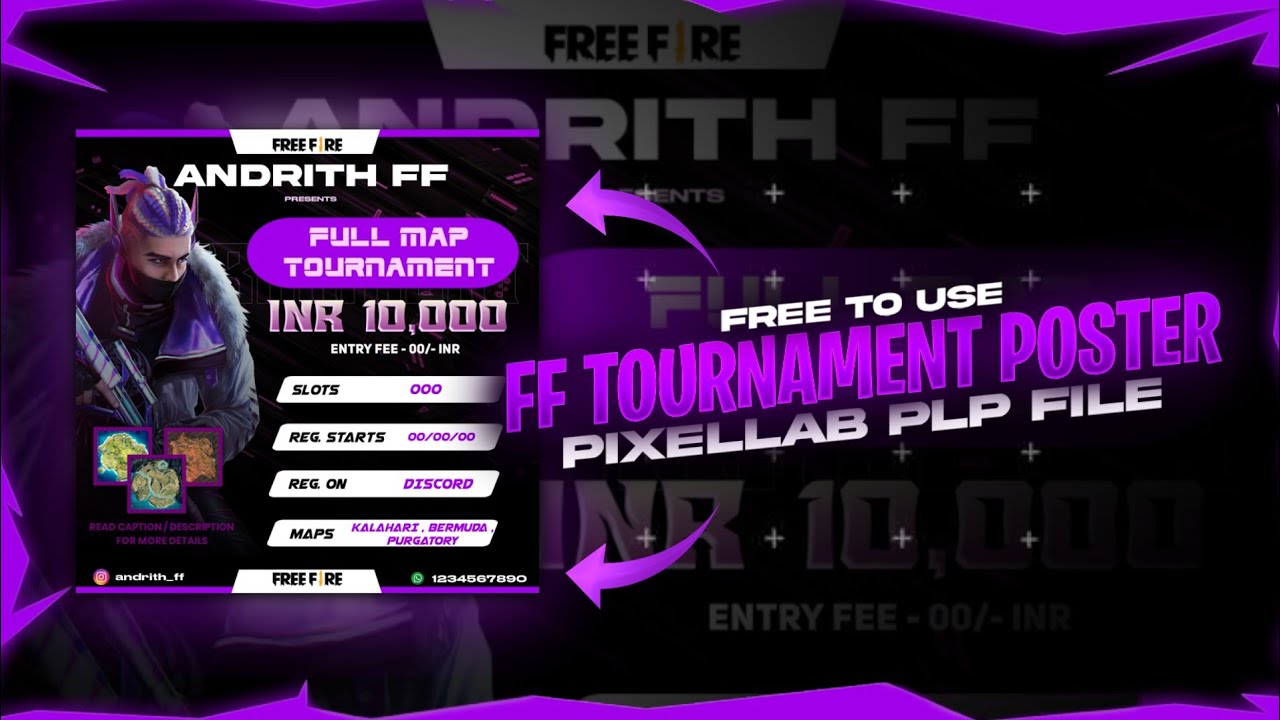 FREE FIRE
ANDRITH FF
PRESENTS
FREE FIRE
ANDRITH FF
PRESENTS
FULL MAP
TOURNAMENT
INR 10,000
ENTRY FEE - 00/- INR
SLOTS 000
REG. STARTS 00/00/00
REG. ON DISCORD
MAPS KALAHARI , BERMUDA ,
PURGATORY
READ CAPTION / DESCRIPTION
FOR MORE DETAILS
andrith_ff
FREE FIRE
1234567890
FREE TO USE
FF TOURNAMENT POSTER
PIXELLAB PLP FILE
INR 10,000
ENTRY FEE - 00/- INR